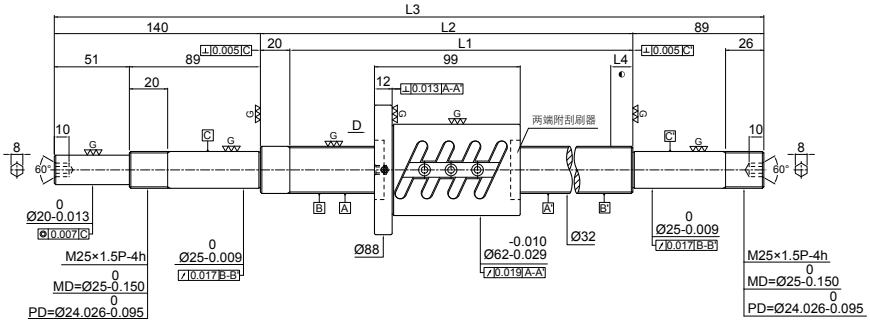 L3
140
L2
89
20
⊥ 0.005 C
L1
⊥ 0.005 C'
26
51
89
99
L4
20
12
⊥ 0.013 A-A'
G
G
G
D
两端附刮刷器
10
G
C
G
G
G
C'
G
10
8
60°
60°
8
B
A
A'
B'
0
Ø20-0.013
◎ 0.007 C
0
Ø25-0.009
↗ 0.017 B-B'
Ø88
-0.010
Ø62-0.029
↗ 0.019 A-A'
Ø32
0
Ø25-0.009
↗ 0.017 B-B'
M25×1.5P-4h
0
MD=Ø25-0.150
0
PD=Ø24.026-0.095
M25×1.5P-4h
0
MD=Ø25-0.150
0
PD=Ø24.026-0.095